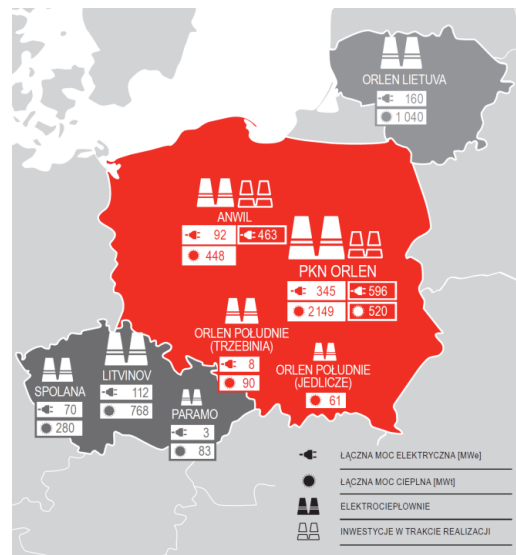 ORLEN LIETUVA
160
1 040
ANWIL
92 463
448
PKN ORLEN
345 596
2 149 520
ORLEN POŁUDNIE
(TRZEBINIA)
8
90
ORLEN POŁUDNIE
(JEDLICZE)
61
SPOLANA
70
280
LITVINOV
112
768
PARAMO
3
83
ŁĄCZNA MOC ELEKTRYCZNA [MWe]
ŁĄCZNA MOC CIEPLNA [MWt]
ELEKTROCIEPŁOWNIE
INWESTYCJE W TRAKCIE REALIZACJI